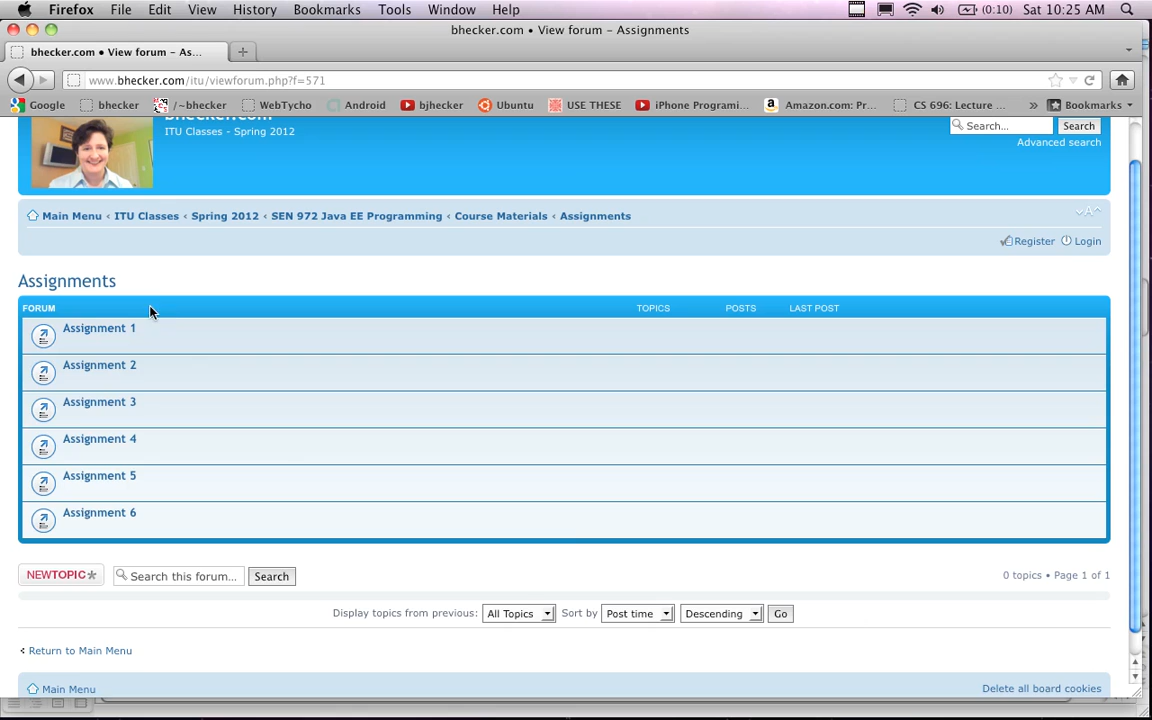 Firefox File Edit View History Bookmarks Tools Window Help (0:10) Sat 10:25 AM
bhecker.com • View forum – Assignments
bhecker.com • View forum – As...
www.bhecker.com/itu/viewforum.php?f=571
Google bhecker /~bhecker WebTycho Android bjhecker Ubuntu USE THESE iPhone Programi... Amazon.com: Pr... CS 696: Lecture ... » Bookmarks
bhecker.com
ITU Classes - Spring 2012
Search... Search
Advanced search
Main Menu ‹ ITU Classes ‹ Spring 2012 ‹ SEN 972 Java EE Programming ‹ Course Materials ‹ Assignments
Register Login
Assignments
FORUM TOPICS POSTS LAST POST
Assignment 1
Assignment 2
Assignment 3
Assignment 4
Assignment 5
Assignment 6
NEWTOPIC* Search this forum... Search 0 topics • Page 1 of 1
Display topics from previous: All Topics Sort by Post time Descending Go
Return to Main Menu
Main Menu Delete all board cookies